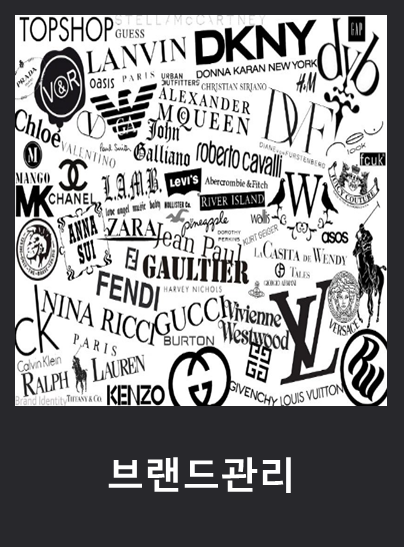 STELLA McCARTNEY
TOPSHOP
GUESS
GAP
LANVIN
DKNY
DONNA KARAN NEW YORK
dvb
PRADA
V&R
oasis
PARIS
URBAN OUTFITTERS
CHRISTIAN SIRIANO
H&M
ALEXANDER McQUEEN
DVF
DIANE von FURSTENBERG
Chloé
VALENTINO
Paul Smith
John Galliano
roberto cavalli
fcuk
MANGO
CHANEL
MK
L.A.M.B.
love angel music baby
Levi's
Abercrombie & Fitch
HOLLISTER Co.
RIVER ISLAND
W
wallis
JUICY COUTURE
ANNA SUI
ZARA
pineapple
DOROTHY PERKINS
KURT GEIGER
asos
Jean Paul GAULTIER
LA CASITA DE WENDY
TALES
GIORGIO ARMANI
FENDI
HARVEY NICHOLS
VERSACE
NINA RICCI
PARIS
GUCCI
BURTON
Vivienne Westwood
LV
CK
Calvin Klein
RALPH LAUREN
KENZO
GIVENCHY
LOUIS VUITTON
Brand Identity
TIFFANY & CO.
브랜드관리